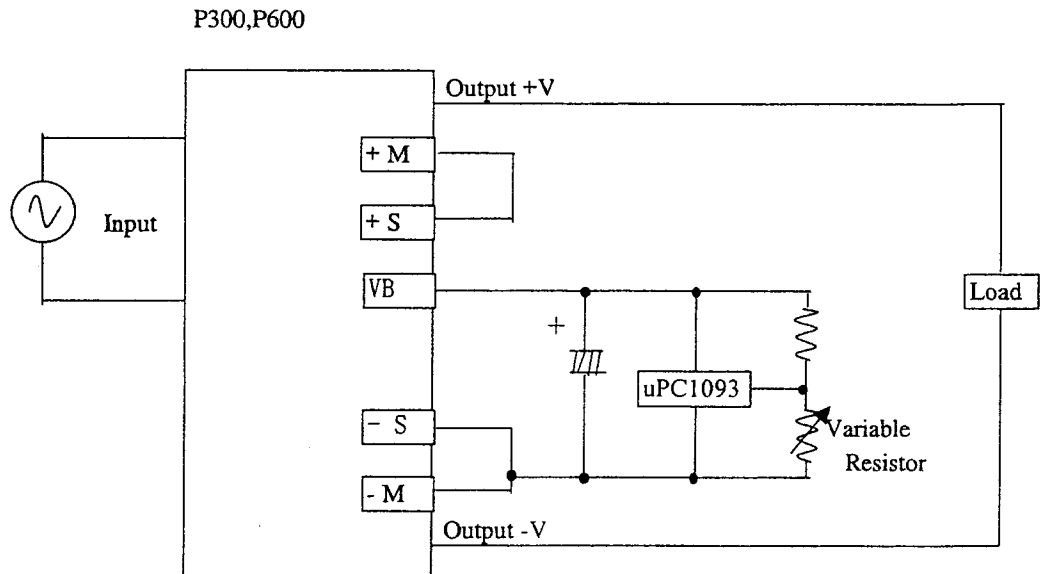 P300,P600
Output +V
+ M
+ S
Input
VB
Load
+
uPC1093
- S
Variable
Resistor
- M
Output -V